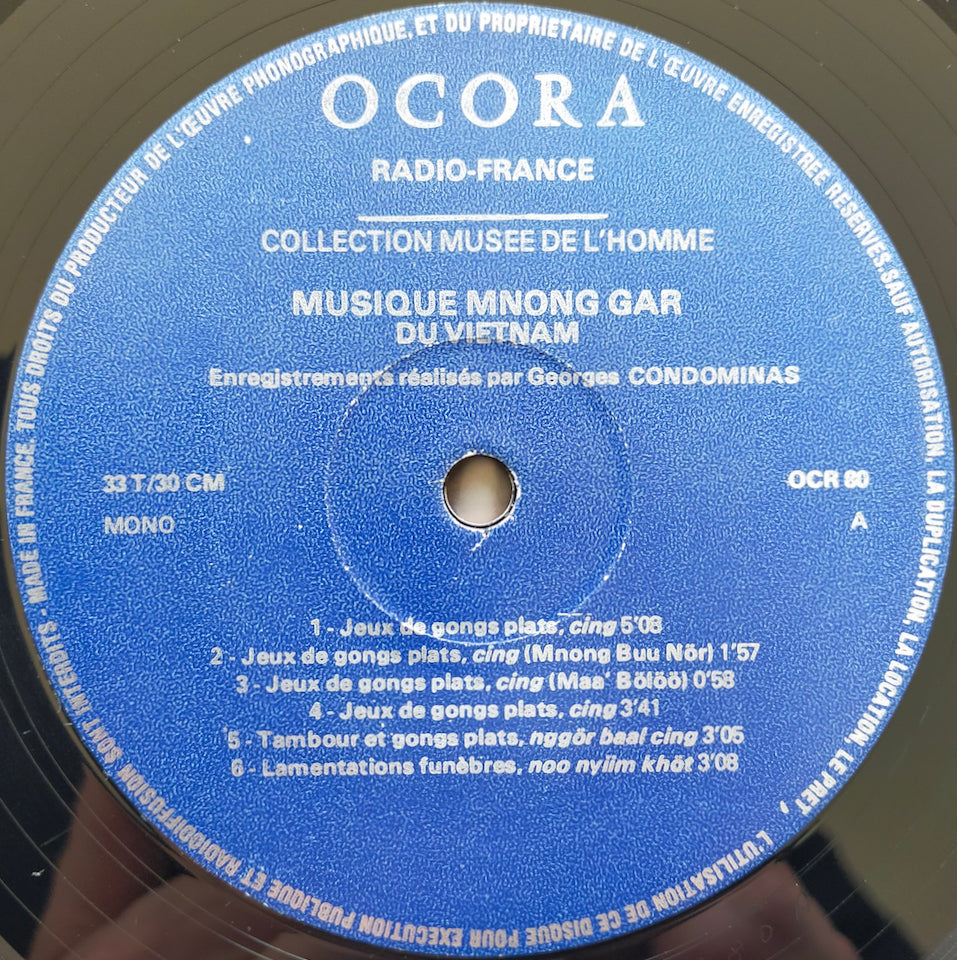 OCORA
RADIO-FRANCE
COLLECTION MUSEE DE L'HOMME
MUSIQUE MNONG GAR
DU VIETNAM
Enregistrements réalisés par Georges CONDOMINAS
33 T/30 CM
MONO
OCR 80
A
1 - Jeux de gongs plats, cing 5'08
2 - Jeux de gongs plats, cing (Mnong Buu Nör) 1'57
3 - Jeux de gongs plats, cing (Maa' Bölöö) 0'58
4 - Jeux de gongs plats, cing 3'41
5 - Tambour et gongs plats, nggör baal cing 3'05
6 - Lamentations funèbres, noo nyiim khöt 3'08
MADE IN FRANCE. TOUS DROITS DU PRODUCTEUR DE L'ŒUVRE PHONOGRAPHIQUE, ET DU PROPRIETAIRE DE L'ŒUVRE ENREGISTREE RESERVES. SAUF AUTORISATION, LA DUPLICATION, LA LOCATION, LE PRET, L'UTILISATION DE CE DISQUE POUR EXECUTION PUBLIQUE ET RADIODIFFUSION SONT INTERDITS -